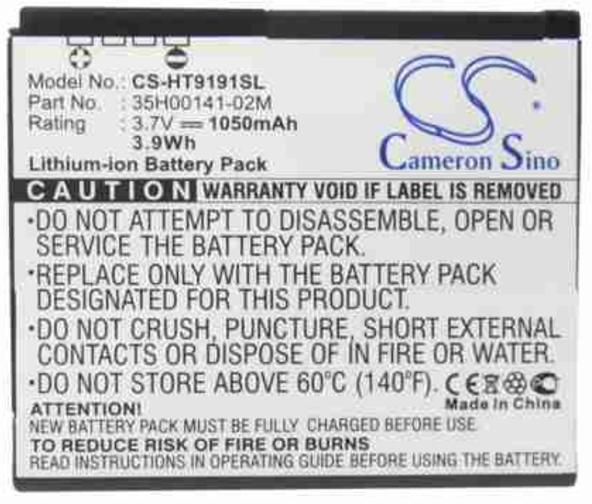 Model No.: CS-HT9191SL
Part No. : 35H00141-02M
Rating : 3.7V 1050mAh
3.9Wh
Lithium-ion Battery Pack
CS
Cameron Sino
CAUTION WARRANTY VOID IF LABEL IS REMOVED
•DO NOT ATTEMPT TO DISASSEMBLE, OPEN OR
SERVICE THE BATTERY PACK.
•REPLACE ONLY WITH THE BATTERY PACK
DESIGNATED FOR THIS PRODUCT.
•DO NOT CRUSH, PUNCTURE, SHORT EXTERNAL
CONTACTS OR DISPOSE OF IN FIRE OR WATER.
•DO NOT STORE ABOVE 60°C (140°F). CE
Made in China
ATTENTION!
NEW BATTERY PACK MUST BE FULLY CHARGED BEFORE USE.
TO REDUCE RISK OF FIRE OR BURNS
READ INSTRUCTIONS IN OPERATING GUIDE BEFORE BATTERY PACK